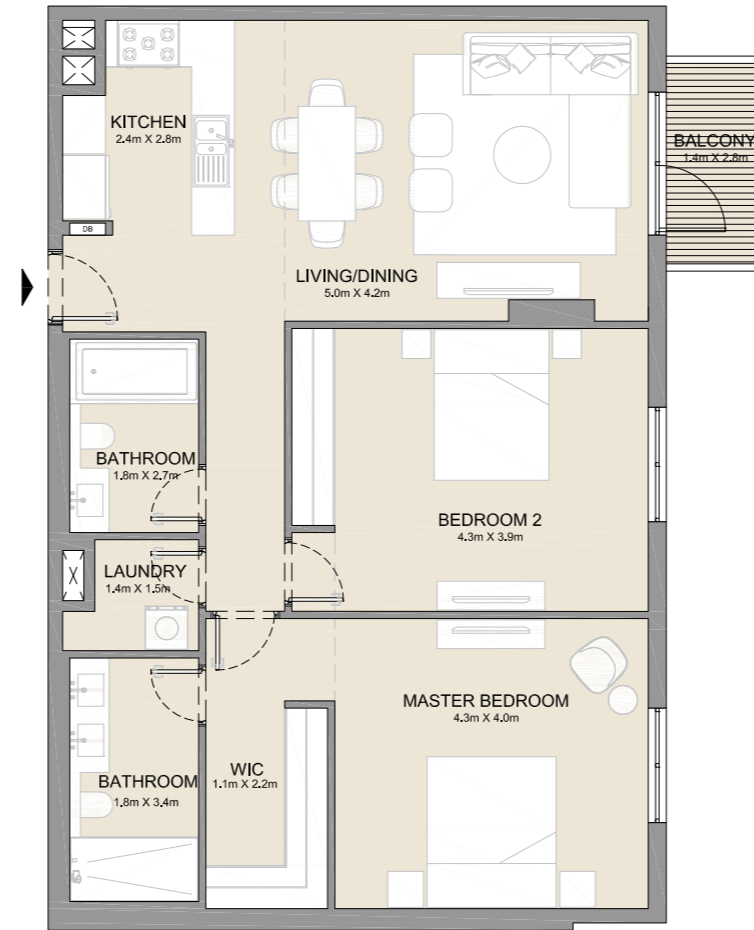 KITCHEN
2.4m X 2.8m
BALCONY
1.4m X 2.8m
DB
LIVING/DINING
5.0m X 4.2m
BATHROOM
1.8m X 2.7m
BEDROOM 2
4.3m X 3.9m
LAUNDRY
1.4m X 1.5m
MASTER BEDROOM
4.3m X 4.0m
WIC
1.1m X 2.2m
BATHROOM
1.8m X 3.4m